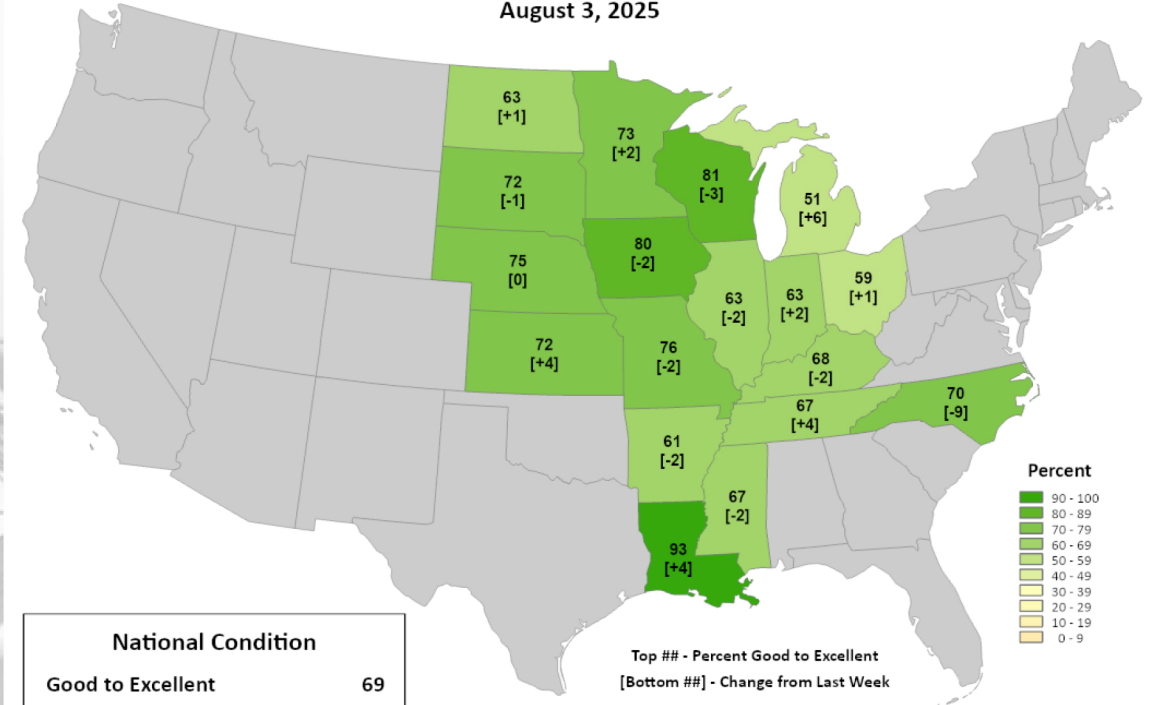 August 3, 2025
63
[+1]
73
[+2]
81
[-3]
72
[-1]
51
[+6]
80
[-2]
75
[0]
59
[+1]
63
[-2]
63
[+2]
72
[+4]
76
[-2]
68
[-2]
70
[-9]
67
[+4]
61
[-2]
67
[-2]
93
[+4]
Percent
90 - 100
80 - 89
70 - 79
60 - 69
50 - 59
40 - 49
30 - 39
20 - 29
10 - 19
0 - 9
National Condition
Good to Excellent 69
Top ## - Percent Good to Excellent
[Bottom ##] - Change from Last Week